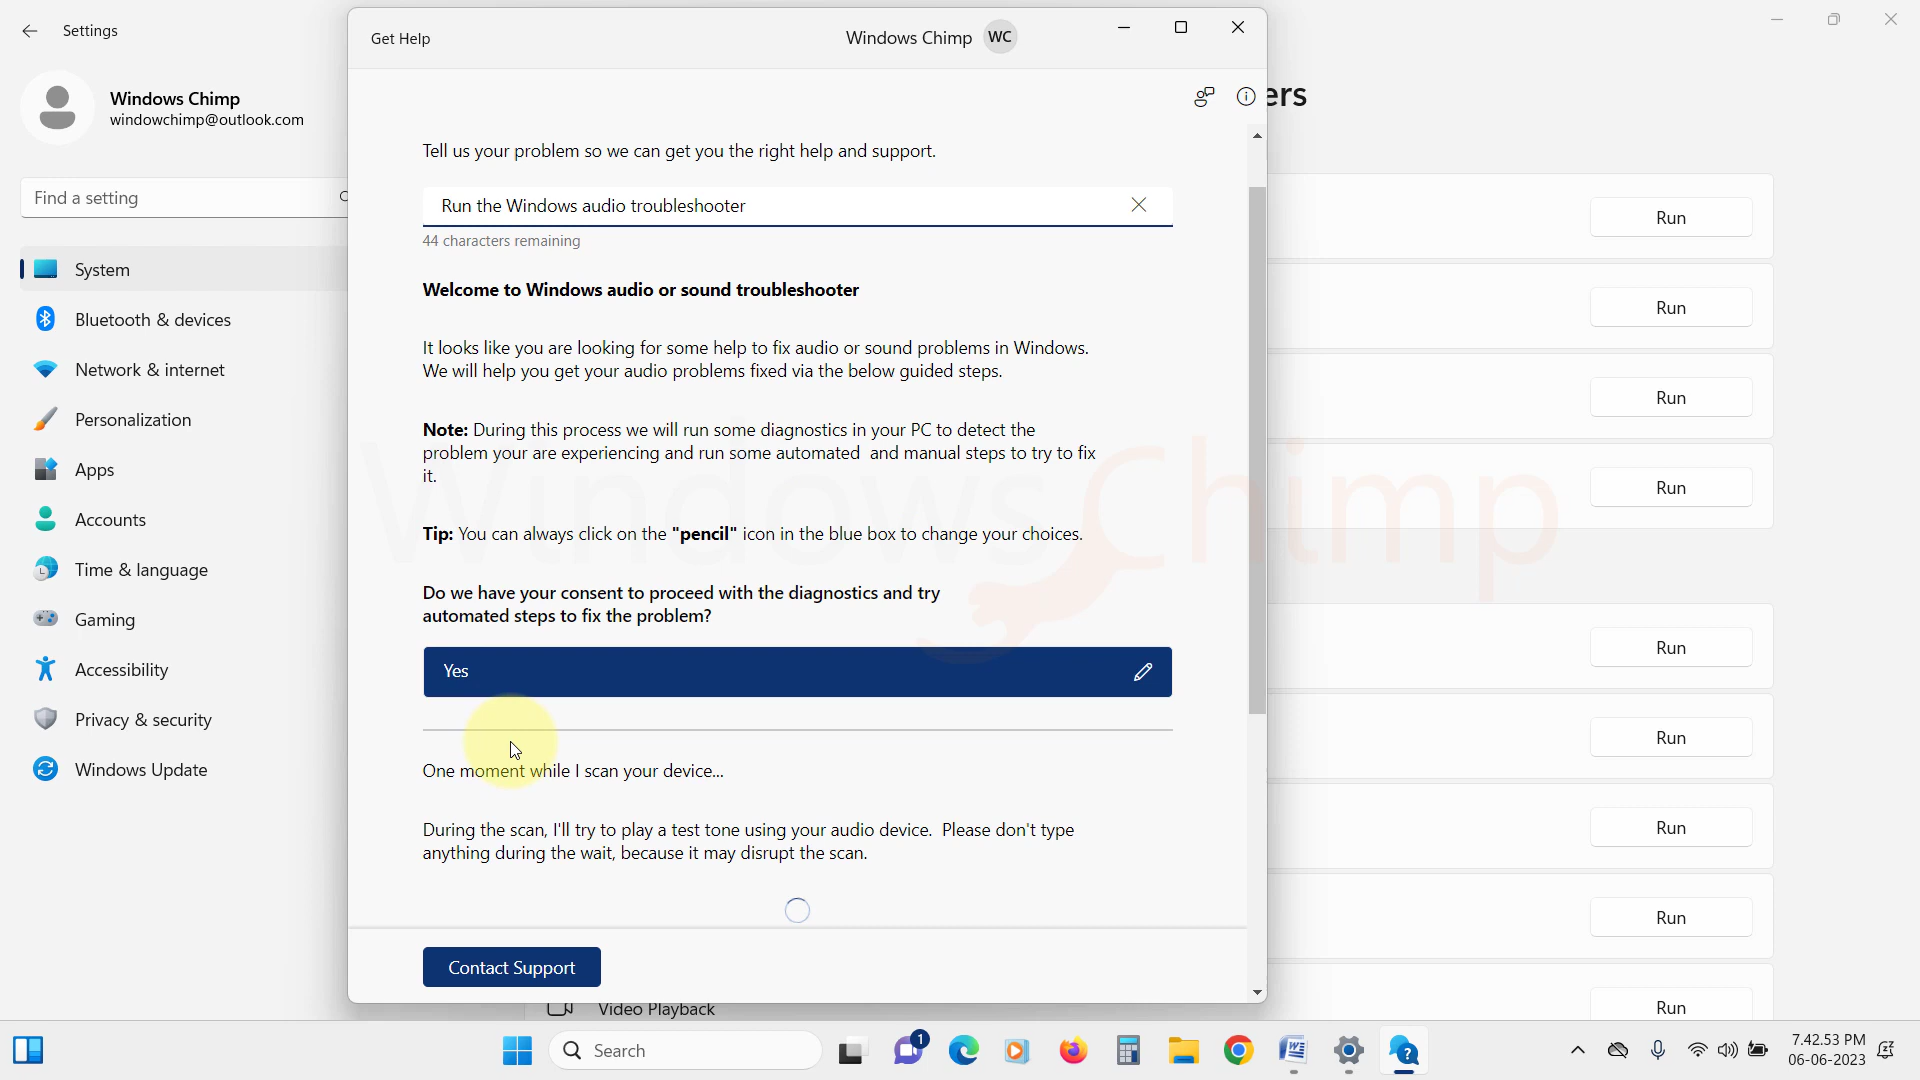 Settings
Windows Chimp
windowchimp@outlook.com
Find a setting
System
Bluetooth & devices
Network & internet
Personalization
Apps
Accounts
Time & language
Gaming
Accessibility
Privacy & security
Windows Update
Get Help
Windows Chimp WC
ers
Tell us your problem so we can get you the right help and support.
Run the Windows audio troubleshooter
44 characters remaining
Welcome to Windows audio or sound troubleshooter
It looks like you are looking for some help to fix audio or sound problems in Windows.
We will help you get your audio problems fixed via the below guided steps.
Note: During this process we will run some diagnostics in your PC to detect the
problem your are experiencing and run some automated and manual steps to try to fix
it.
Tip: You can always click on the "pencil" icon in the blue box to change your choices.
Do we have your consent to proceed with the diagnostics and try
automated steps to fix the problem?
Yes
One moment while I scan your device...
During the scan, I'll try to play a test tone using your audio device. Please don't type
anything during the wait, because it may disrupt the scan.
Contact Support
WindowsChimp
Run
Run
Run
Run
Run
Run
Run
Run
Video Playback
Run
Search
1
7.42.53 PM
06-06-2023